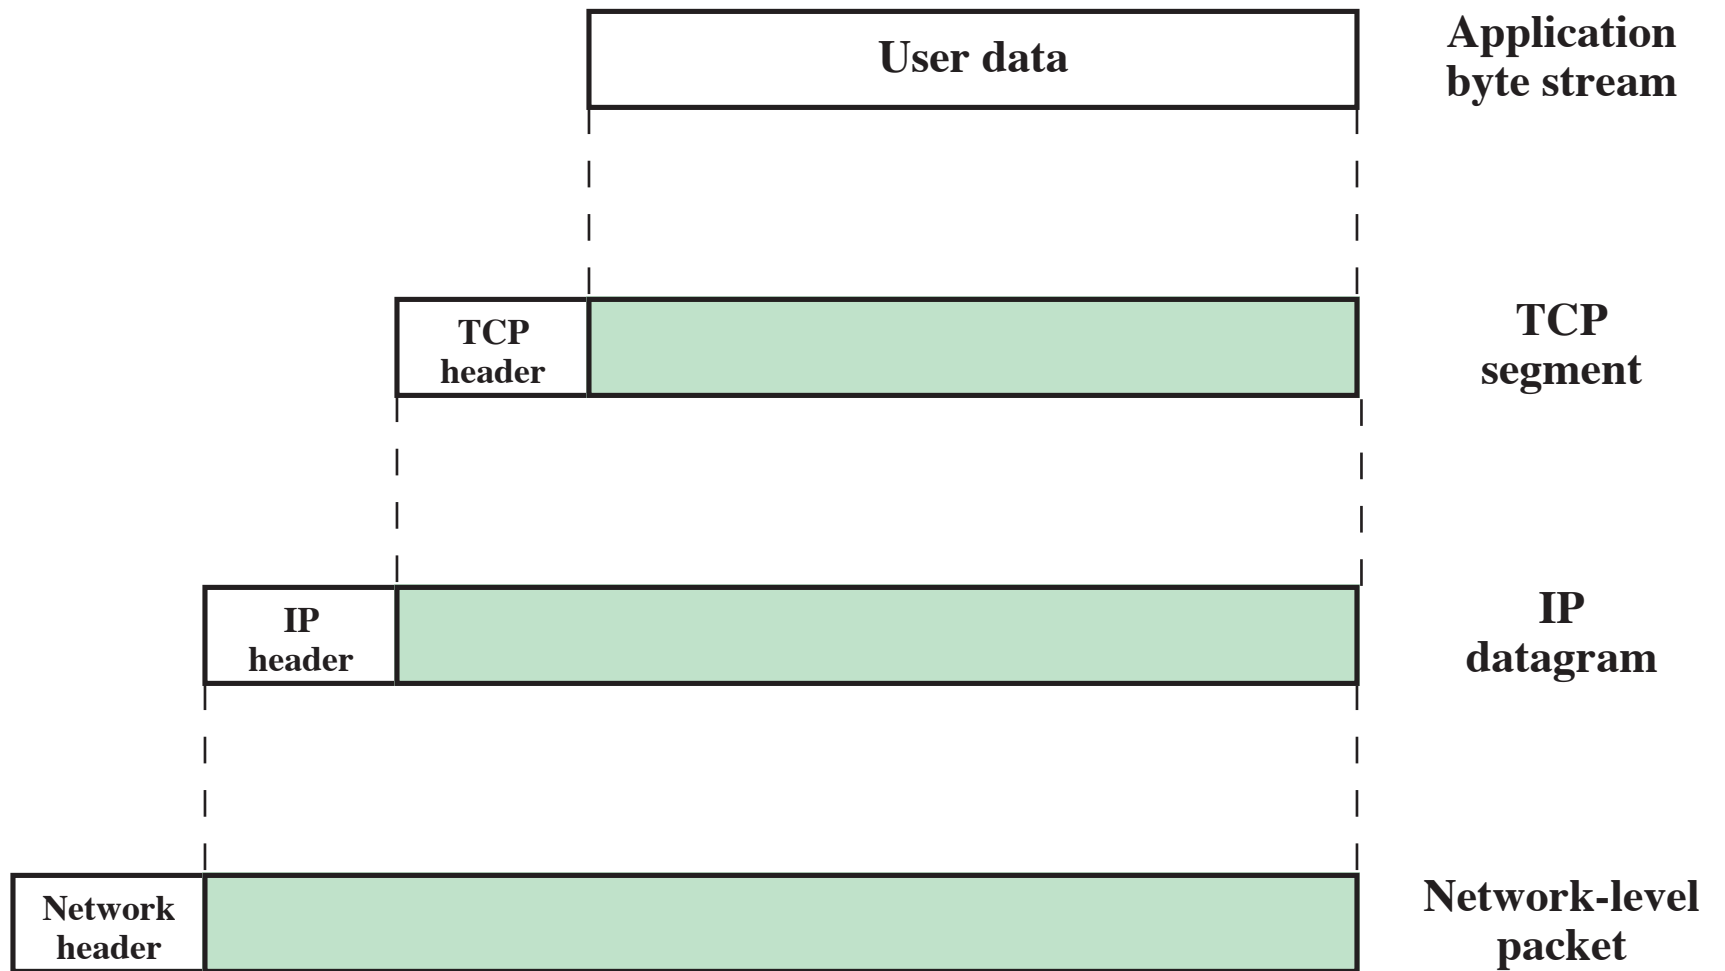 User data
Application
byte stream
TCP
header
TCP
segment
IP
header
IP
datagram
Network
header
Network-level
packet